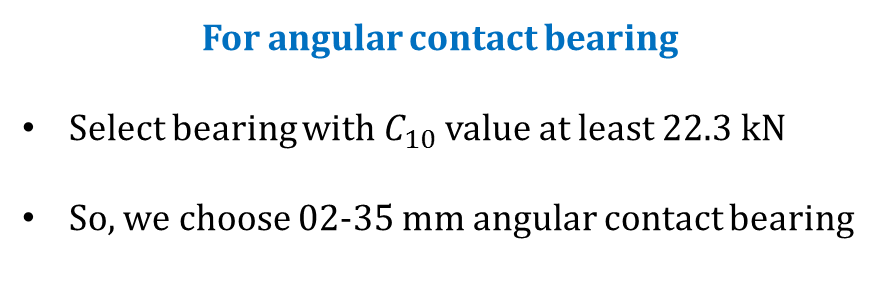 For angular contact bearing
• Select bearing with C₁₀ value at least 22.3 kN
• So, we choose 02-35 mm angular contact bearing